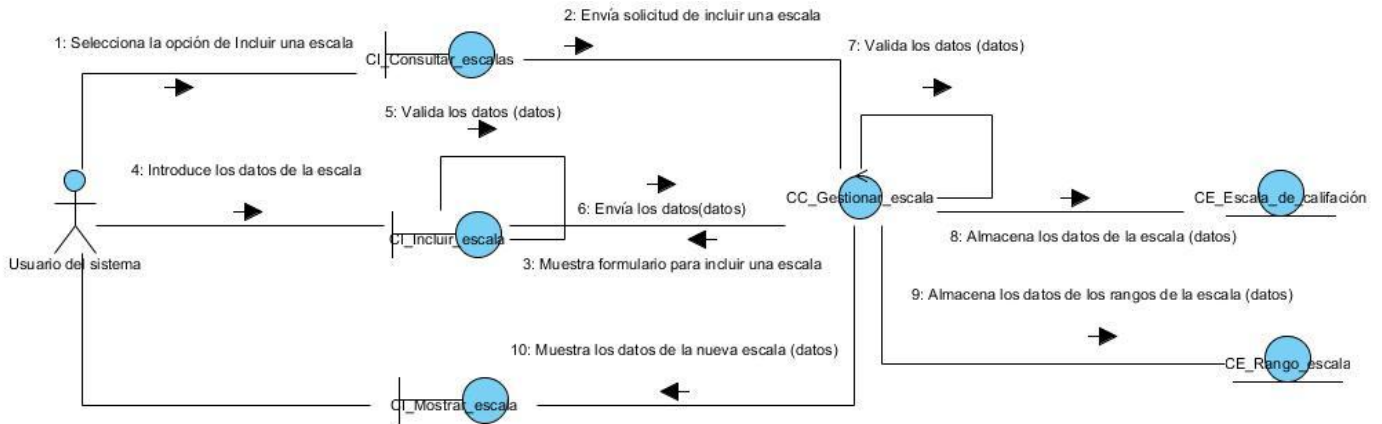 2: Envía solicitud de incluir una escala
1: Selecciona la opción de Incluir una escala
7: Valida los datos (datos)
CI_Consultar_escalas
5: Valida los datos (datos)
4: Introduce los datos de la escala
CC_Gestionar_escala
CE_Escala_de_califación
6: Envía los datos(datos)
CI_Incluir_escala
8: Almacena los datos de la escala (datos)
Usuario del sistema
3: Muestra formulario para incluir una escala
9: Almacena los datos de los rangos de la escala (datos)
10: Muestra los datos de la nueva escala (datos)
CE_Rango_escala
CI_Mostrar_escala